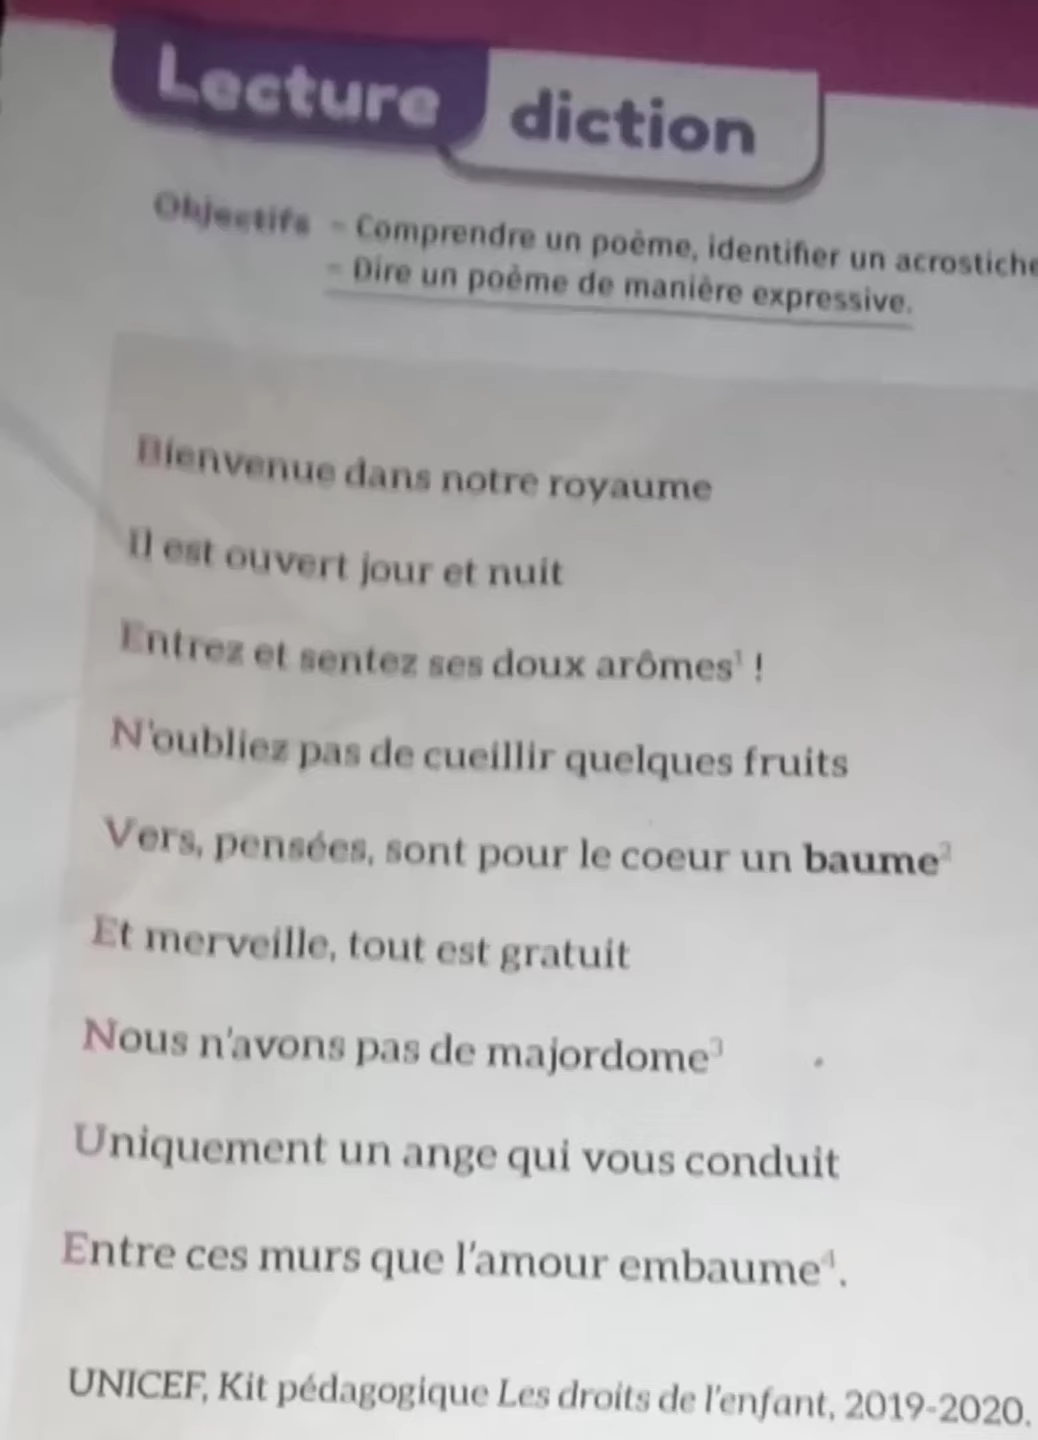 Lecture diction
Objectifs - Comprendre un poème, identifier un acrostiche
- Dire un poème de manière expressive.
Bienvenue dans notre royaume
Il est ouvert jour et nuit
Entrez et sentez ses doux arômes¹ !
N'oubliez pas de cueillir quelques fruits
Vers, pensées, sont pour le coeur un baume²
Et merveille, tout est gratuit
Nous n'avons pas de majordome³
Uniquement un ange qui vous conduit
Entre ces murs que l'amour embaume⁴.
UNICEF, Kit pédagogique Les droits de l'enfant, 2019-2020.